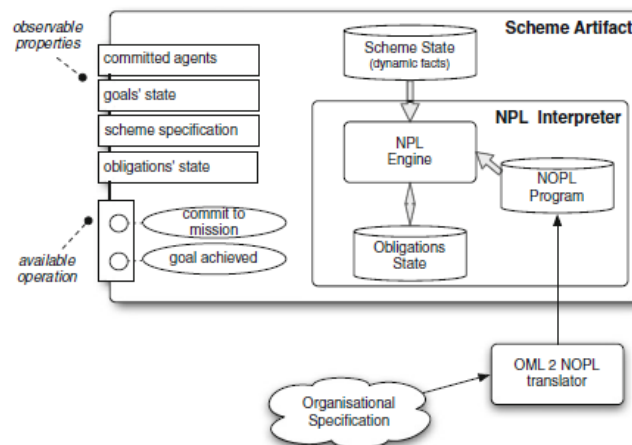 observable
properties
committed agents
goals' state
scheme specification
obligations' state
commit to
mission
goal achieved
available
operation
Scheme State
(dynamic facts)
Scheme Artifact
NPL Interpreter
NPL
Engine
NOPL
Program
Obligations
State
OML 2 NOPL
translator
Organisational
Specification